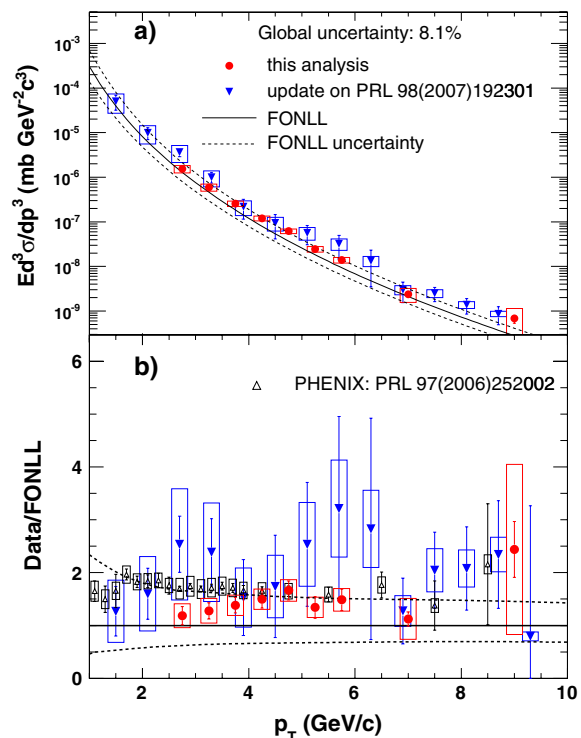 a) Global uncertainty: 8.1%
this analysis
update on PRL 98(2007)192301
FONLL
FONLL uncertainty
Ed³σ/dp³ (mb GeV⁻²c³)
10⁻³
10⁻⁴
10⁻⁵
10⁻⁶
10⁻⁷
10⁻⁸
10⁻⁹
b) PHENIX: PRL 97(2006)252002
Data/FONLL
6
4
2
0
2 4 6 8 10
p_T (GeV/c)